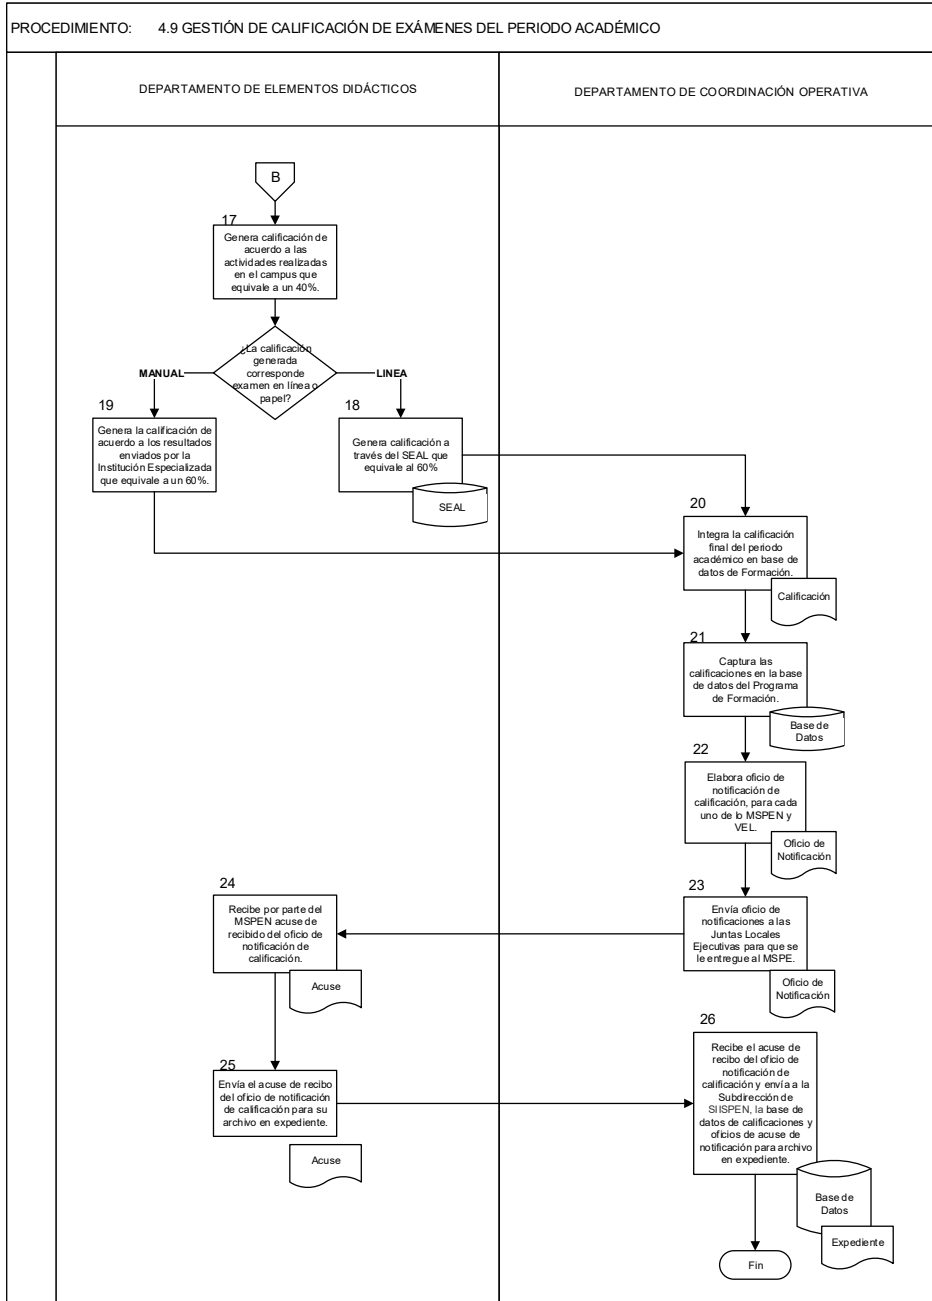 PROCEDIMIENTO: 4.9 GESTIÓN DE CALIFICACIÓN DE EXÁMENES DEL PERIODO ACADÉMICO
DEPARTAMENTO DE ELEMENTOS DIDÁCTICOS
DEPARTAMENTO DE COORDINACIÓN OPERATIVA
B
17
Genera calificación de
acuerdo a las
actividades realizadas
en el campus que
equivale a un 40%.
¿La calificación
generada
corresponde
examen en línea o
papel?
MANUAL
LINEA
19
Genera la calificación de
acuerdo a los resultados
enviados por la
Institución Especializada
que equivale a un 60%.
18
Genera calificación a
través del SEAL que
equivale al 60%
SEAL
20
Integra la calificación
final del periodo
académico en base de
datos de Formación.
Calificación
21
Captura las
calificaciones en la base
de datos del Programa
de Formación.
Base de
Datos
22
Elabora oficio de
notificación de
calificación, para cada
uno de lo MSPEN y
VEL.
Oficio de
Notificación
23
Envía oficio de
notificaciones a las
Juntas Locales
Ejecutivas para que se
le entregue al MSPE.
Oficio de
Notificación
24
Recibe por parte del
MSPEN acuse de
recibido del oficio de
notificación de
calificación.
Acuse
25
Envía el acuse de recibo
del oficio de notificación
de calificación para su
archivo en expediente.
Acuse
26
Recibe el acuse de
recibo del oficio de
notificación de
calificación y envía a la
Subdirección de
SIISPEN, la base de
datos de calificaciones y
oficios de acuse de
notificación para archivo
en expediente.
Base de
Datos
Expediente
Fin